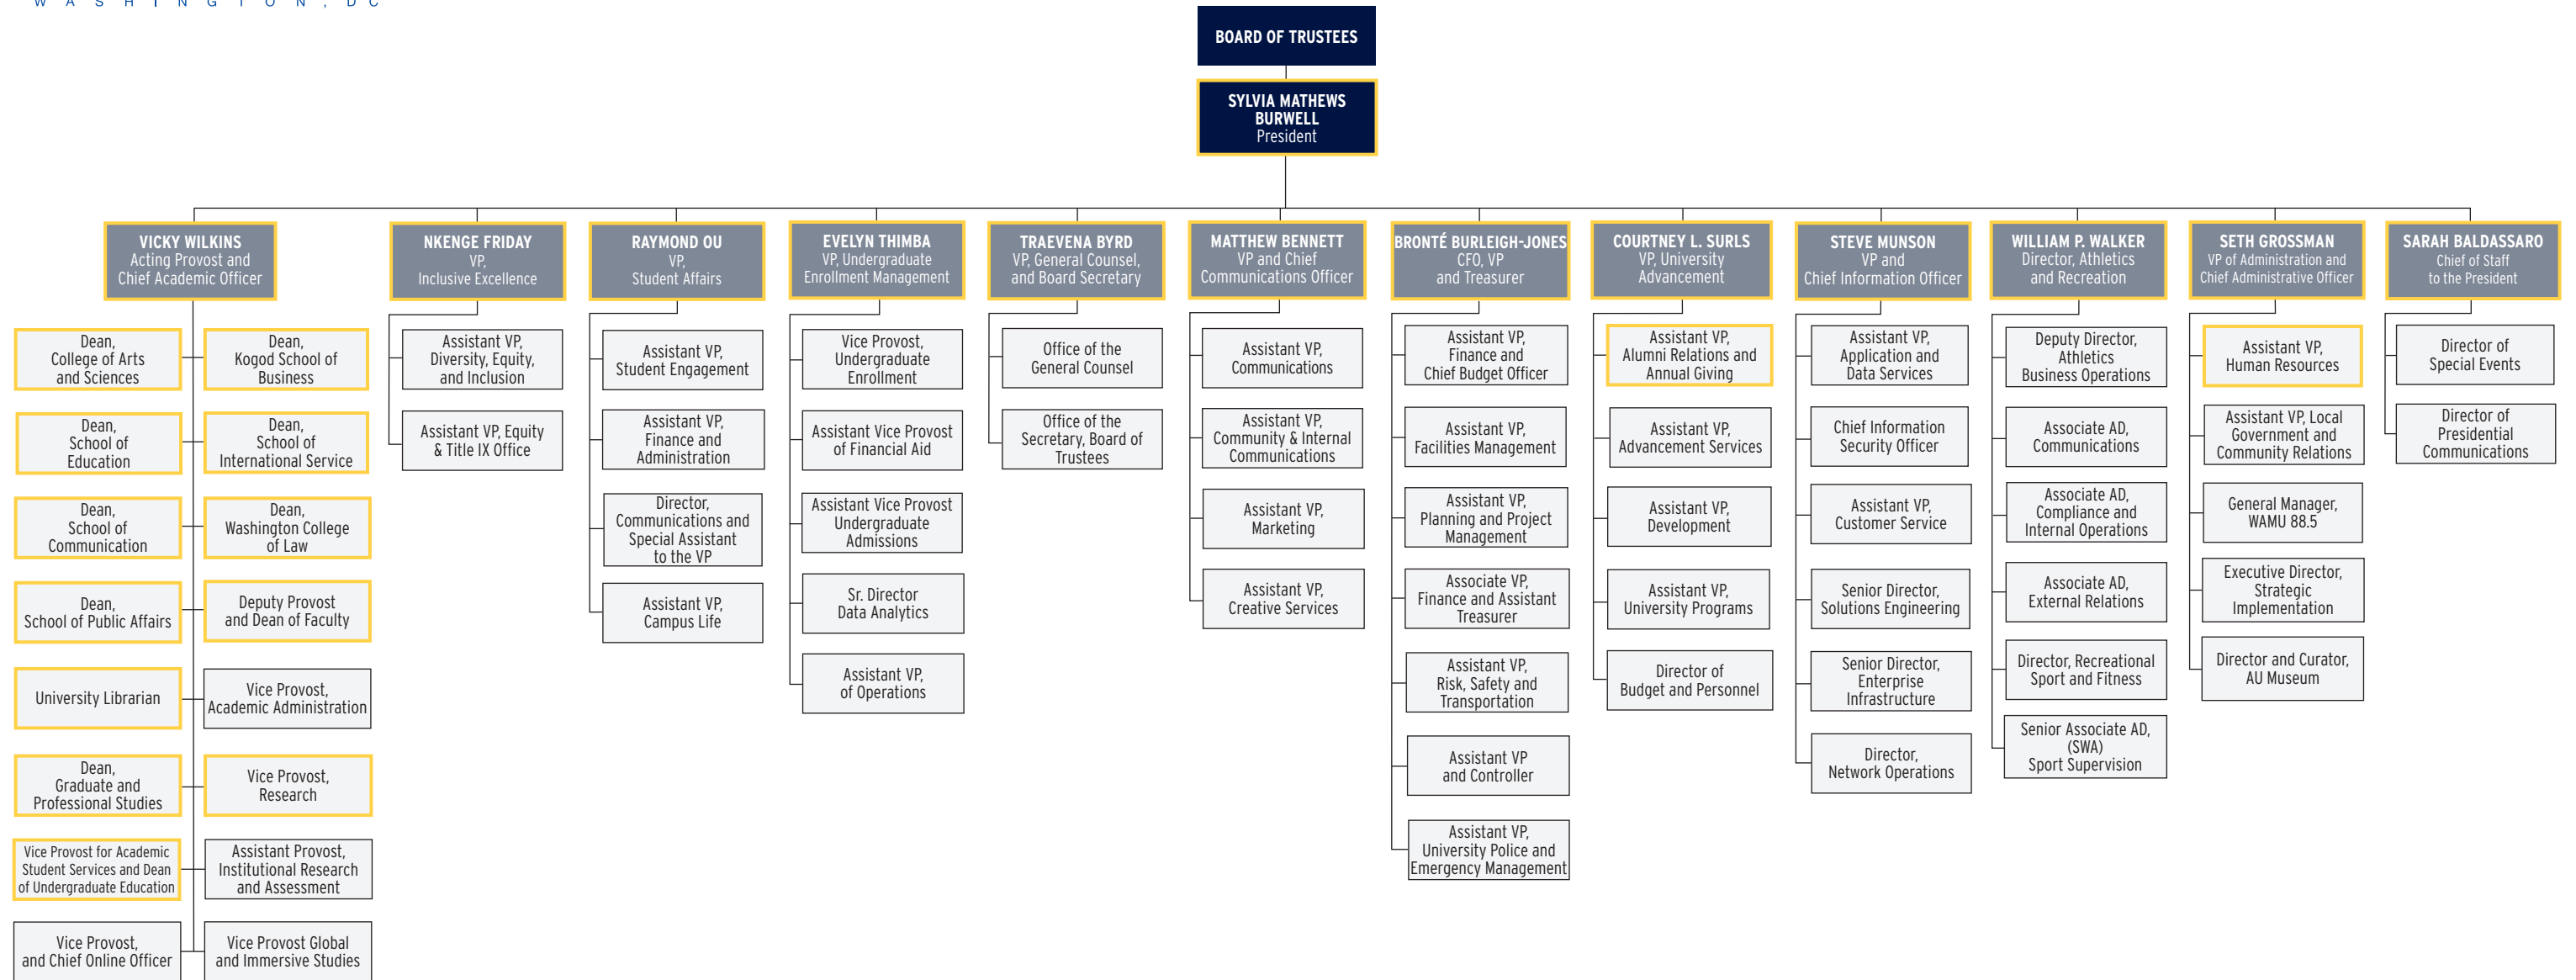 WASHINGTON, DC
BOARD OF TRUSTEES
SYLVIA MATHEWS
BURWELL
President
VICKY WILKINS
Acting Provost and
Chief Academic Officer
Dean,
College of Arts
and Sciences
Dean,
Kogod School of
Business
Dean,
School of
Education
Dean,
School of
International Service
Dean,
School of
Communication
Dean,
Washington College
of Law
Dean,
School of Public Affairs
Deputy Provost
and Dean of Faculty
University Librarian
Vice Provost,
Academic Administration
Dean,
Graduate and
Professional Studies
Vice Provost,
Research
Vice Provost for Academic
Student Services and Dean
of Undergraduate Education
Assistant Provost,
Institutional Research
and Assessment
Vice Provost,
and Chief Online Officer
Vice Provost Global
and Immersive Studies
NKENGE FRIDAY
VP,
Inclusive Excellence
Assistant VP,
Diversity, Equity,
and Inclusion
Assistant VP, Equity
& Title IX Office
RAYMOND OU
VP,
Student Affairs
Assistant VP,
Student Engagement
Assistant VP,
Finance and
Administration
Director,
Communications and
Special Assistant
to the VP
Assistant VP,
Campus Life
EVELYN THIMBA
VP, Undergraduate
Enrollment Management
Vice Provost,
Undergraduate
Enrollment
Assistant Vice Provost
of Financial Aid
Assistant Vice Provost
Undergraduate
Admissions
Sr. Director
Data Analytics
Assistant VP,
of Operations
TRAEVENA BYRD
VP, General Counsel,
and Board Secretary
Office of the
General Counsel
Office of the
Secretary, Board of
Trustees
MATTHEW BENNETT
VP and Chief
Communications Officer
Assistant VP,
Communications
Assistant VP,
Community & Internal
Communications
Assistant VP,
Marketing
Assistant VP,
Creative Services
BRONTÉ BURLEIGH-JONES
CFO, VP
and Treasurer
Assistant VP,
Finance and
Chief Budget Officer
Assistant VP,
Facilities Management
Assistant VP,
Planning and Project
Management
Associate VP,
Finance and Assistant
Treasurer
Assistant VP,
Risk, Safety and
Transportation
Assistant VP
and Controller
Assistant VP,
University Police and
Emergency Management
COURTNEY L. SURLS
VP, University
Advancement
Assistant VP,
Alumni Relations and
Annual Giving
Assistant VP,
Advancement Services
Assistant VP,
Development
Assistant VP,
University Programs
Director of
Budget and Personnel
STEVE MUNSON
VP and
Chief Information Officer
Assistant VP,
Application and
Data Services
Chief Information
Security Officer
Assistant VP,
Customer Service
Senior Director,
Solutions Engineering
Senior Director,
Enterprise
Infrastructure
Director,
Network Operations
WILLIAM P. WALKER
Director, Athletics
and Recreation
Deputy Director,
Athletics
Business Operations
Associate AD,
Communications
Associate AD,
Compliance and
Internal Operations
Associate AD,
External Relations
Director, Recreational
Sport and Fitness
Senior Associate AD,
(SWA)
Sport Supervision
SETH GROSSMAN
VP of Administration and
Chief Administrative Officer
Assistant VP,
Human Resources
Assistant VP, Local
Government and
Community Relations
General Manager,
WAMU 88.5
Executive Director,
Strategic
Implementation
Director and Curator,
AU Museum
SARAH BALDASSARO
Chief of Staff
to the President
Director of
Special Events
Director of
Presidential
Communications